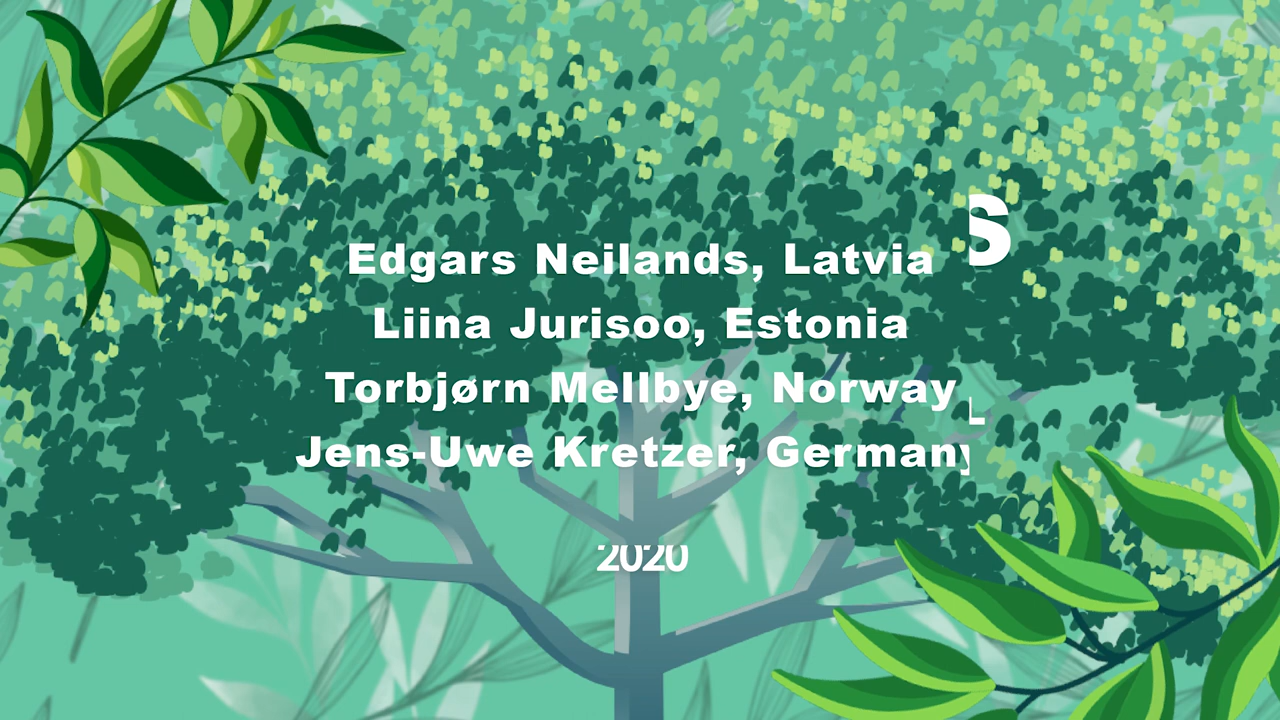 S
Edgars Neilands, Latvia
Liina Jurisoo, Estonia
Torbjørn Mellbye, Norway
L
Jens-Uwe Kretzer, Germany
2020